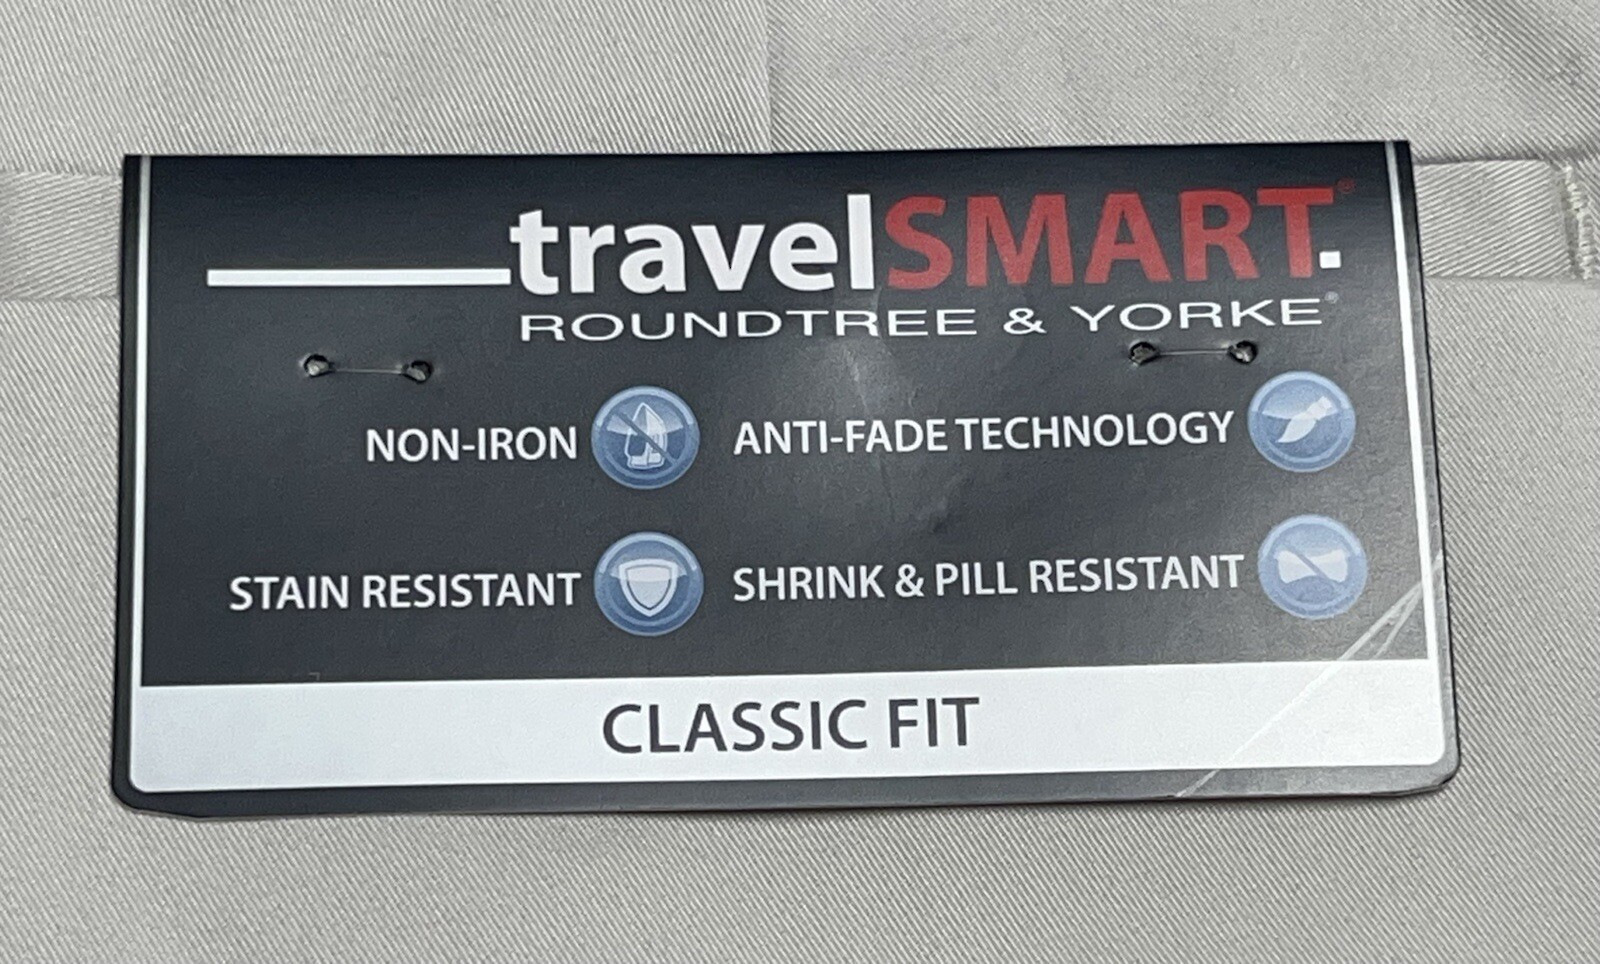 travelSMART.®
ROUNDTREE & YORKE®
NON-IRON
ANTI-FADE TECHNOLOGY
STAIN RESISTANT
SHRINK & PILL RESISTANT
CLASSIC FIT